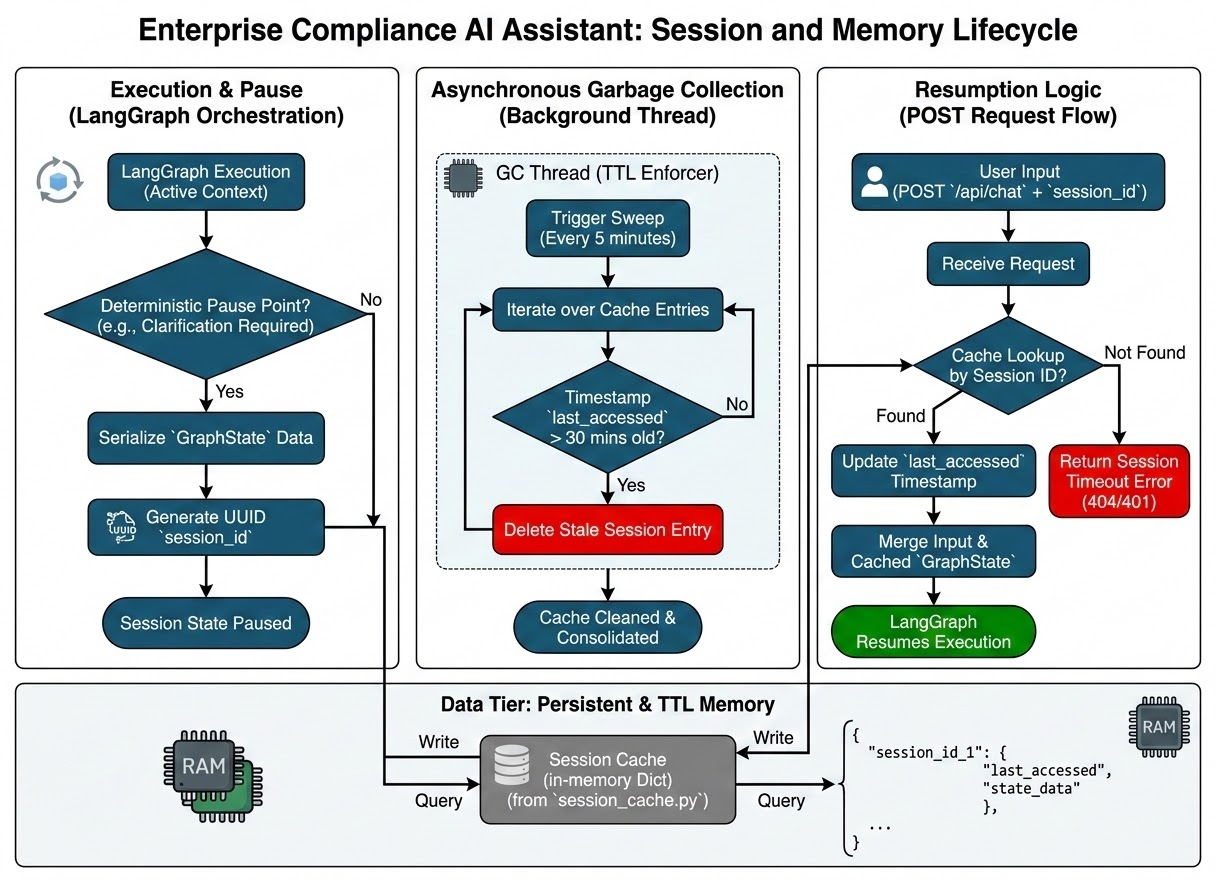 Enterprise Compliance AI Assistant: Session and Memory Lifecycle
Execution & Pause
(LangGraph Orchestration)
LangGraph Execution
(Active Context)
Deterministic Pause Point?
(e.g., Clarification Required)
No
Yes
Serialize `GraphState` Data
UUID
Generate UUID
`session_id`
Session State Paused
Asynchronous Garbage Collection
(Background Thread)
GC Thread (TTL Enforcer)
Trigger Sweep
(Every 5 minutes)
Iterate over Cache Entries
Timestamp
`last_accessed`
> 30 mins old?
No
Yes
Delete Stale Session Entry
Cache Cleaned &
Consolidated
Resumption Logic
(POST Request Flow)
User Input
(POST `/api/chat` + `session_id`)
Receive Request
Cache Lookup
by Session ID?
Not Found
Found
Update `last_accessed`
Timestamp
Return Session
Timeout Error
(404/401)
Merge Input &
Cached `GraphState`
LangGraph
Resumes Execution
Data Tier: Persistent & TTL Memory
RAM
Write
Query
Session Cache
(in-memory Dict)
(from `session_cache.py`)
Write
Query
{
"session_id_1": {
"last_accessed",
"state_data"
},
...
}
RAM